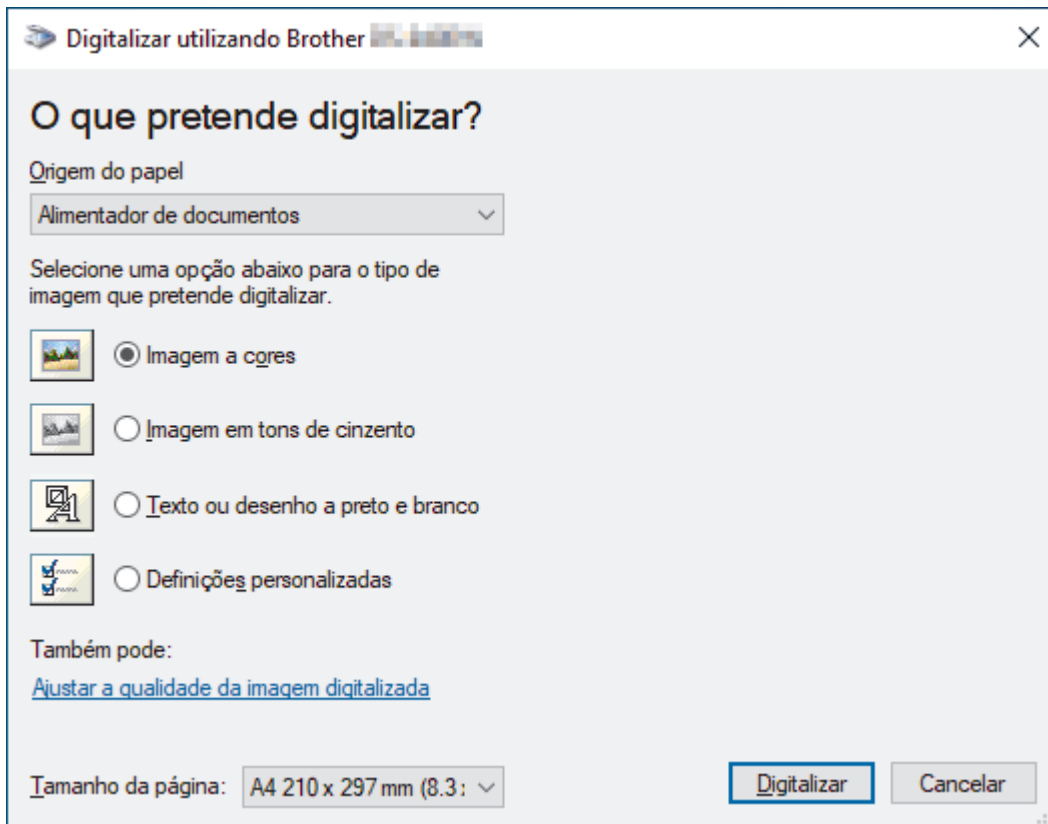 Digitalizar utilizando Brother
O que pretende digitalizar?
Origem do papel
Alimentador de documentos
Selecione uma opção abaixo para o tipo de
imagem que pretende digitalizar.
Imagem a cores
Imagem em tons de cinzento
Texto ou desenho a preto e branco
Definições personalizadas
Também pode:
Ajustar a qualidade da imagem digitalizada
Tamanho da página: A4 210 x 297 mm (8.3 :
Digitalizar Cancelar